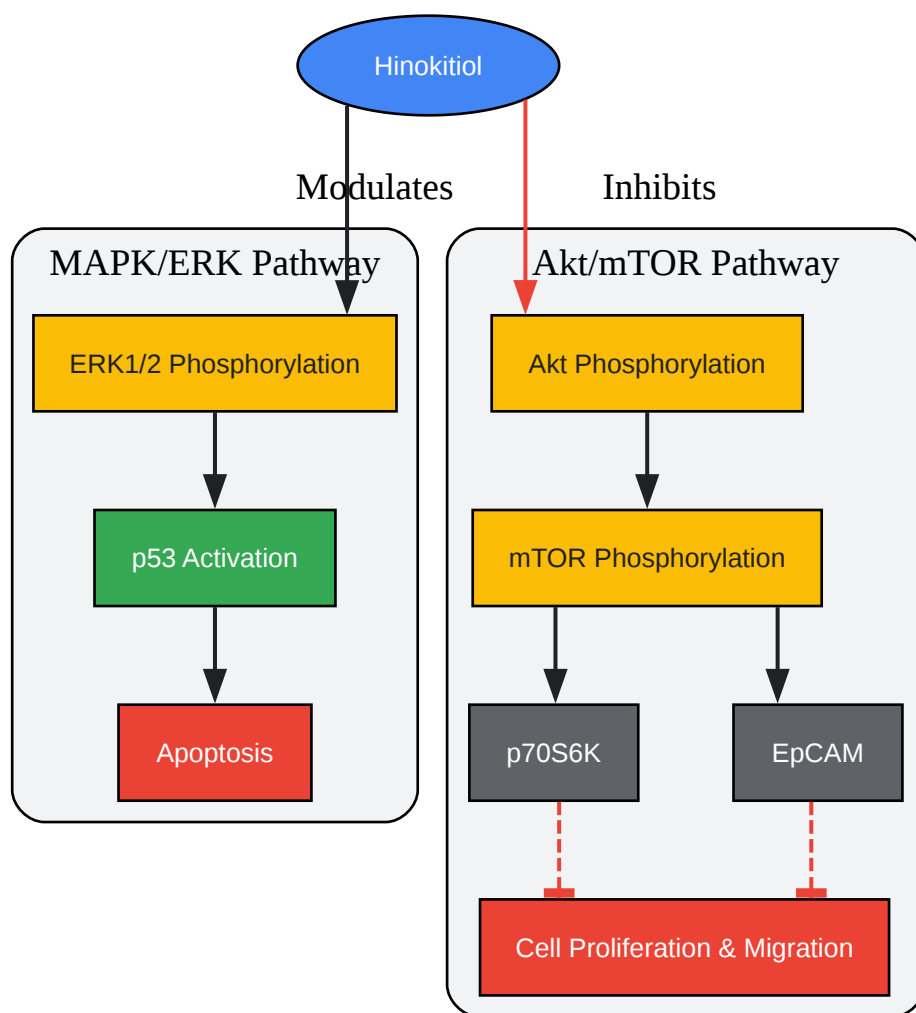 Hinokitiol
Modulates
Inhibits
MAPK/ERK Pathway
Akt/mTOR Pathway
ERK1/2 Phosphorylation
Akt Phosphorylation
p53 Activation
mTOR Phosphorylation
Apoptosis
p70S6K
EpCAM
Cell Proliferation & Migration